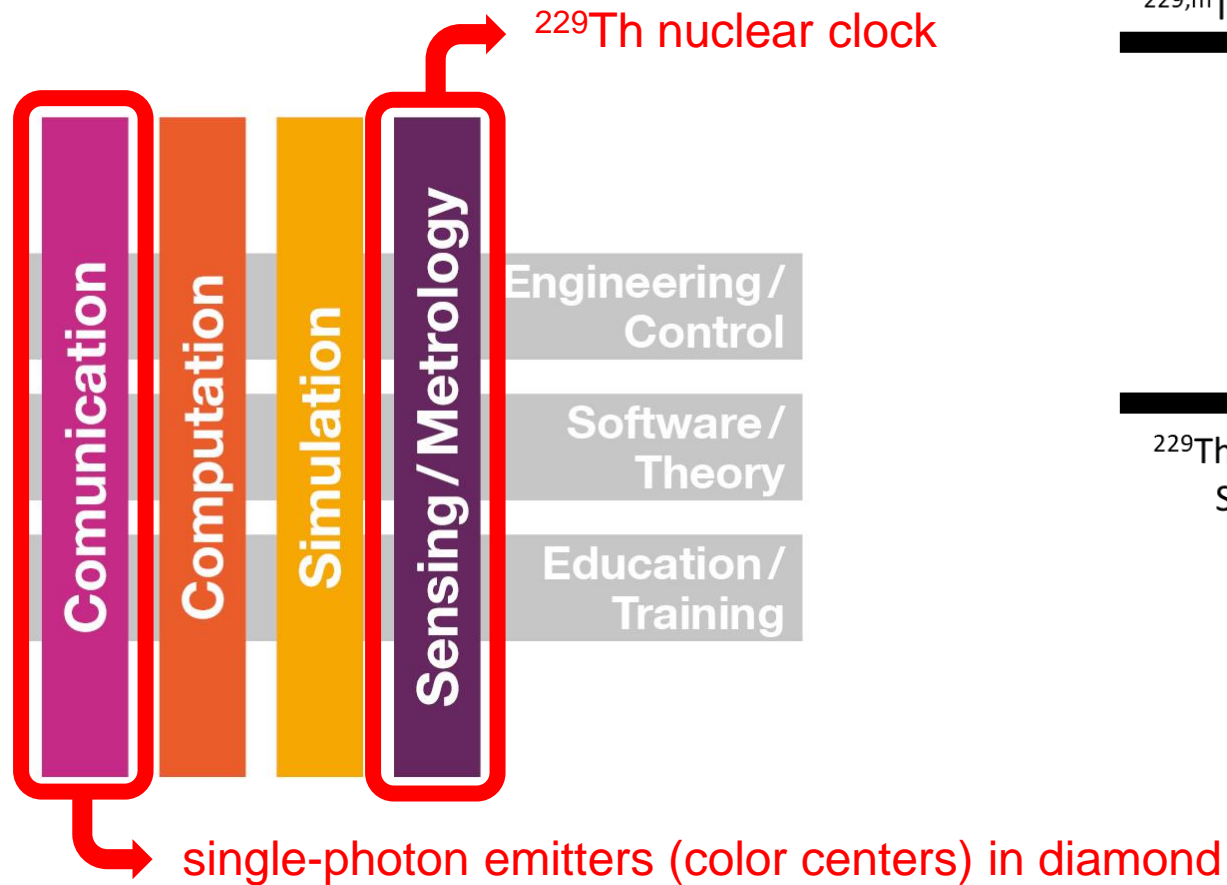 ²²⁹Th nuclear clock
Comunication
Computation
Simulation
Sensing/Metrology
Engineering/
Control
Software/
Theory
Education/
Training
single-photon emitters (color centers) in diamond
²²⁹Th